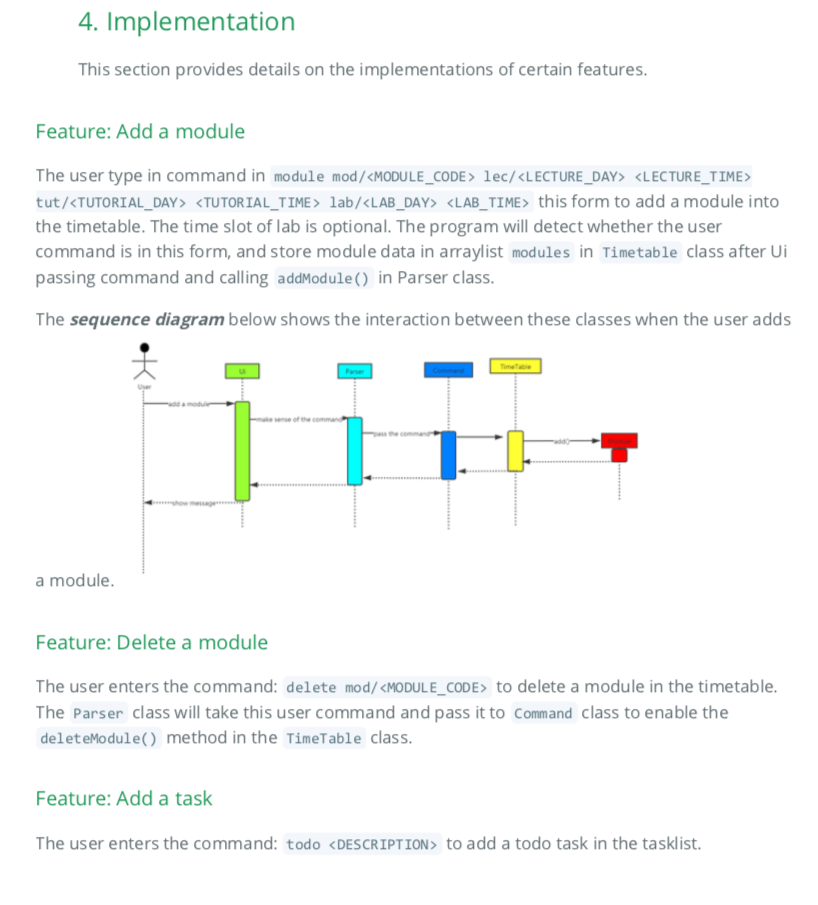 4. Implementation
This section provides details on the implementations of certain features.
Feature: Add a module
The user type in command in module mod/<MODULE_CODE> lec/<LECTURE_DAY> <LECTURE_TIME>
tut/<TUTORIAL_DAY> <TUTORIAL_TIME> lab/<LAB_DAY> <LAB_TIME> this form to add a module into
the timetable. The time slot of lab is optional. The program will detect whether the user
command is in this form, and store module data in arraylist modules in Timetable class after Ui
passing command and calling addModule() in Parser class.
The sequence diagram below shows the interaction between these classes when the user adds
User
UI
Parser
Command
TimeTable
add a module
make sense of the command
pass the command
add()
show message
a module.
Feature: Delete a module
The user enters the command: delete mod/<MODULE_CODE> to delete a module in the timetable.
The Parser class will take this user command and pass it to Command class to enable the
deleteModule() method in the TimeTable class.
Feature: Add a task
The user enters the command: todo <DESCRIPTION> to add a todo task in the tasklist.